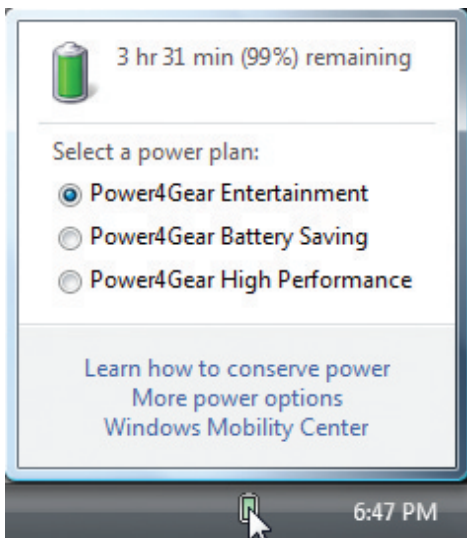 3 hr 31 min (99%) remaining
Select a power plan:
Power4Gear Entertainment
Power4Gear Battery Saving
Power4Gear High Performance
Learn how to conserve power
More power options
Windows Mobility Center
6:47 PM